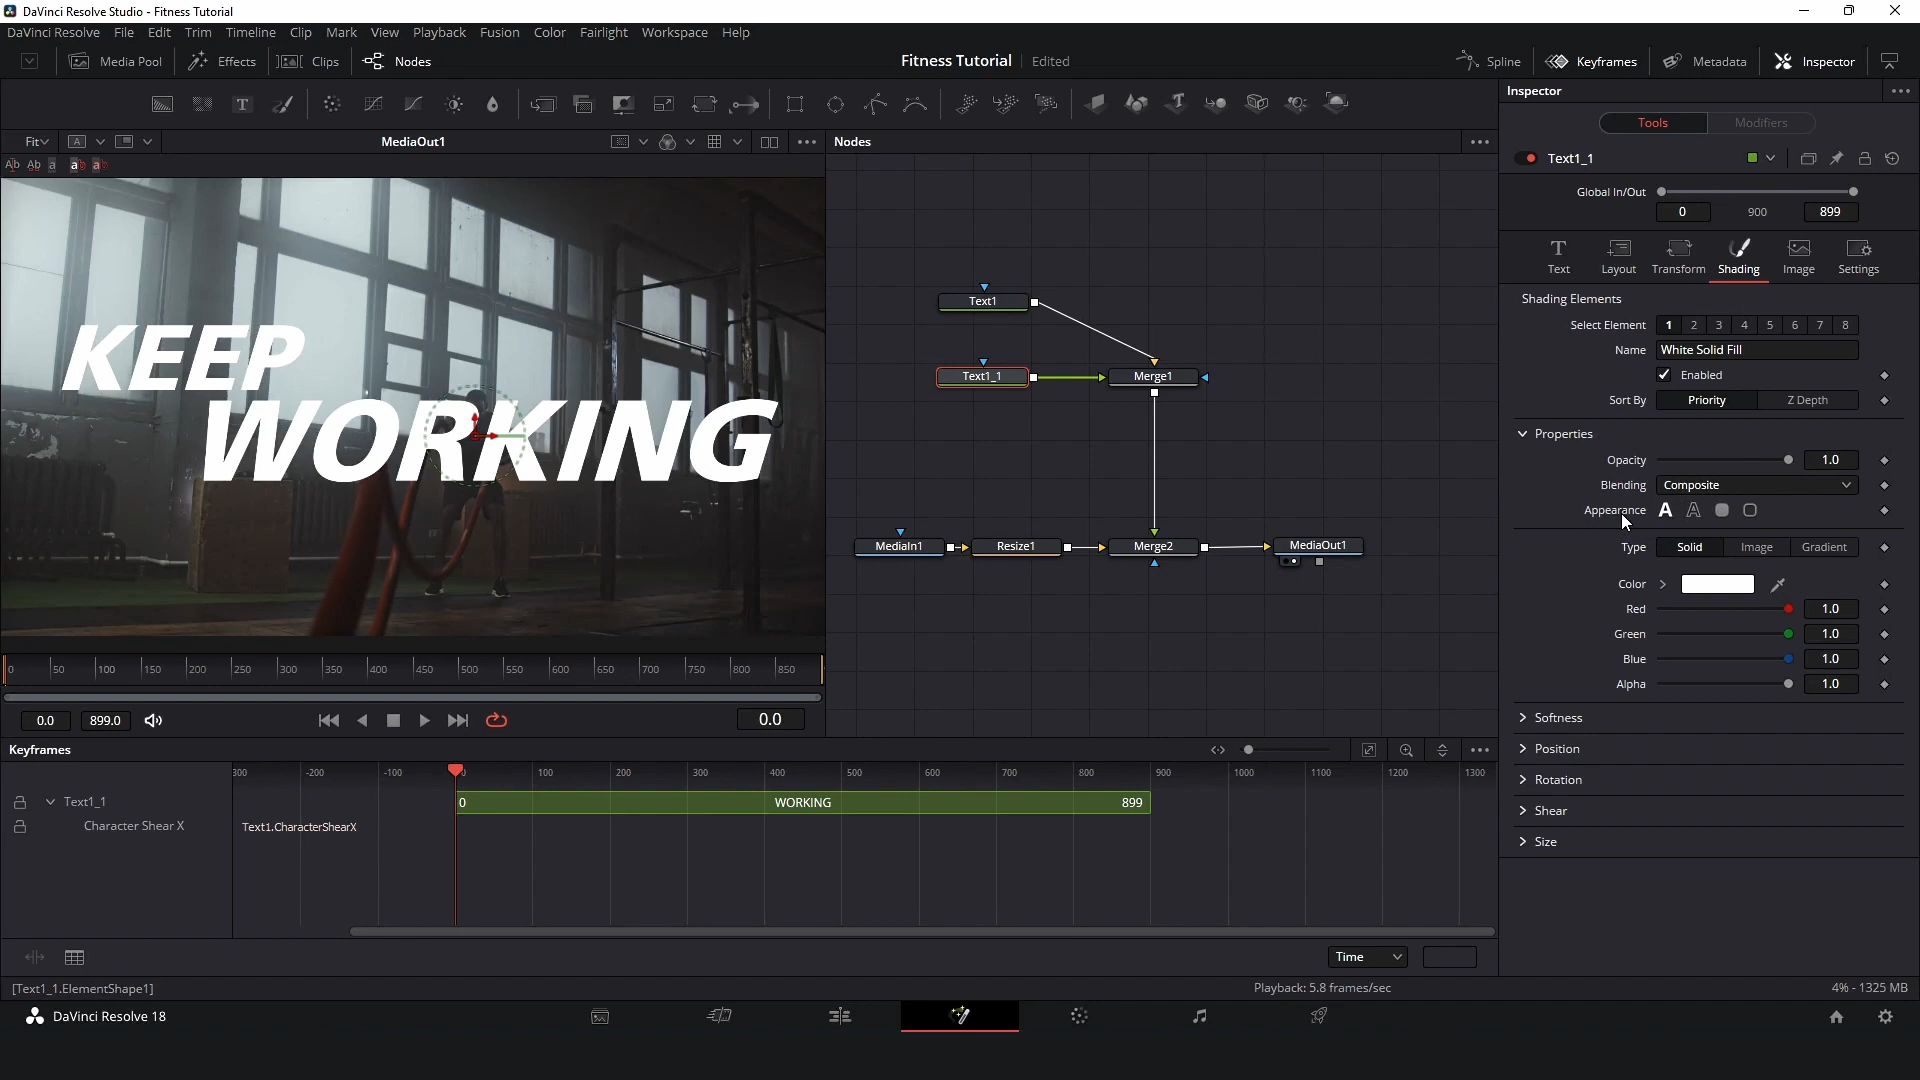 DaVinci Resolve Studio - Fitness Tutorial
DaVinci Resolve File Edit Trim Timeline Clip Mark View Playback Fusion Color Fairlight Workspace Help
Media Pool Effects Clips Nodes Fitness Tutorial Edited Spline Keyframes Metadata Inspector
Inspector
Fit MediaOut1 Nodes
Tools Modifiers
Text1_1
Global In/Out
0 900 899
Text Layout Transform Shading Image Settings
Shading Elements
Select Element 1 2 3 4 5 6 7 8
Name White Solid Fill
Enabled
Sort By Priority Z Depth
Properties
Opacity 1.0
Blending Composite
Appearance
Type Solid Image Gradient
Color
Red 1.0
Green 1.0
Blue 1.0
Alpha 1.0
Softness
Position
Rotation
Shear
Size
KEEP
WORKING
Text1
Text1_1 Merge1
MediaIn1 Resize1 Merge2 MediaOut1
0 50 100 150 200 250 300 350 400 450 500 550 600 650 700 750 800 850
0.0 899.0 0.0
Keyframes
300 -200 -100 0 100 200 300 400 500 600 700 800 900 1000 1100 1200 1300
Text1_1 0 WORKING 899
Character Shear X Text1.CharacterShearX
Time
[Text1_1.ElementShape1] Playback: 5.8 frames/sec 4% - 1325 MB
DaVinci Resolve 18